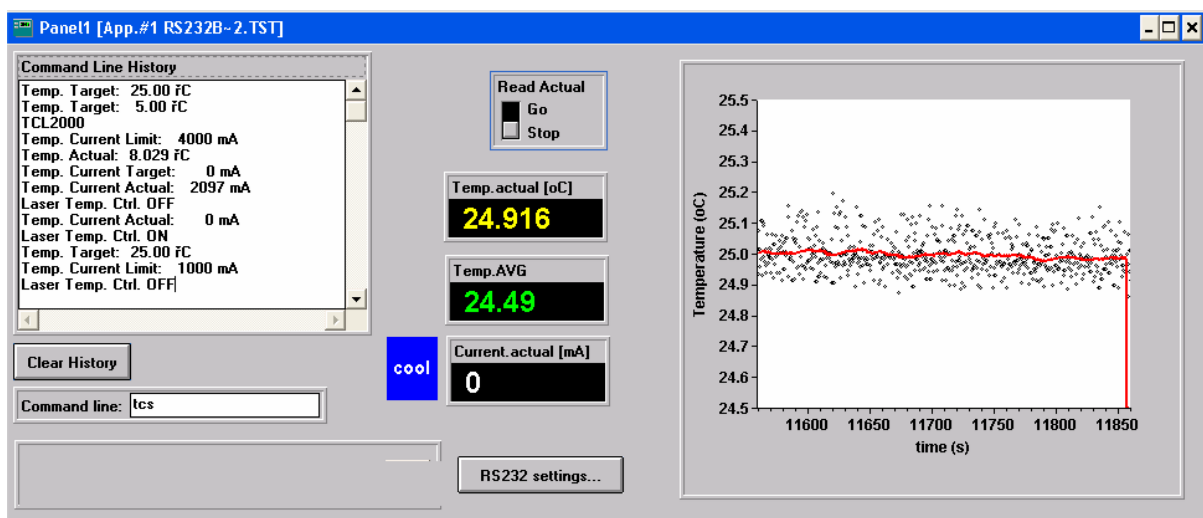 Panel1 [App.#1 RS232B~2.TST]
Command Line History
Temp. Target:  25.00 řC
Temp. Target:   5.00 řC
TCL2000
Temp. Current Limit:   4000 mA
Temp. Actual:  8.029 řC
Temp. Current Target:      0 mA
Temp. Current Actual:   2097 mA
Laser Temp. Ctrl. OFF
Temp. Current Actual:      0 mA
Laser Temp. Ctrl. ON
Temp. Target:  25.00 řC
Temp. Current Limit:   1000 mA
Laser Temp. Ctrl. OFF
Clear History
Command line: tcs
Read Actual
Go
Stop
Temp.actual [oC]
24.916
Temp.AVG
24.49
cool
Current.actual [mA]
0
RS232 settings...
25.5
25.4
25.3
25.2
25.1
25.0
24.9
24.8
24.7
24.6
24.5
Temperature (oC)
11600 11650 11700 11750 11800 11850
time (s)